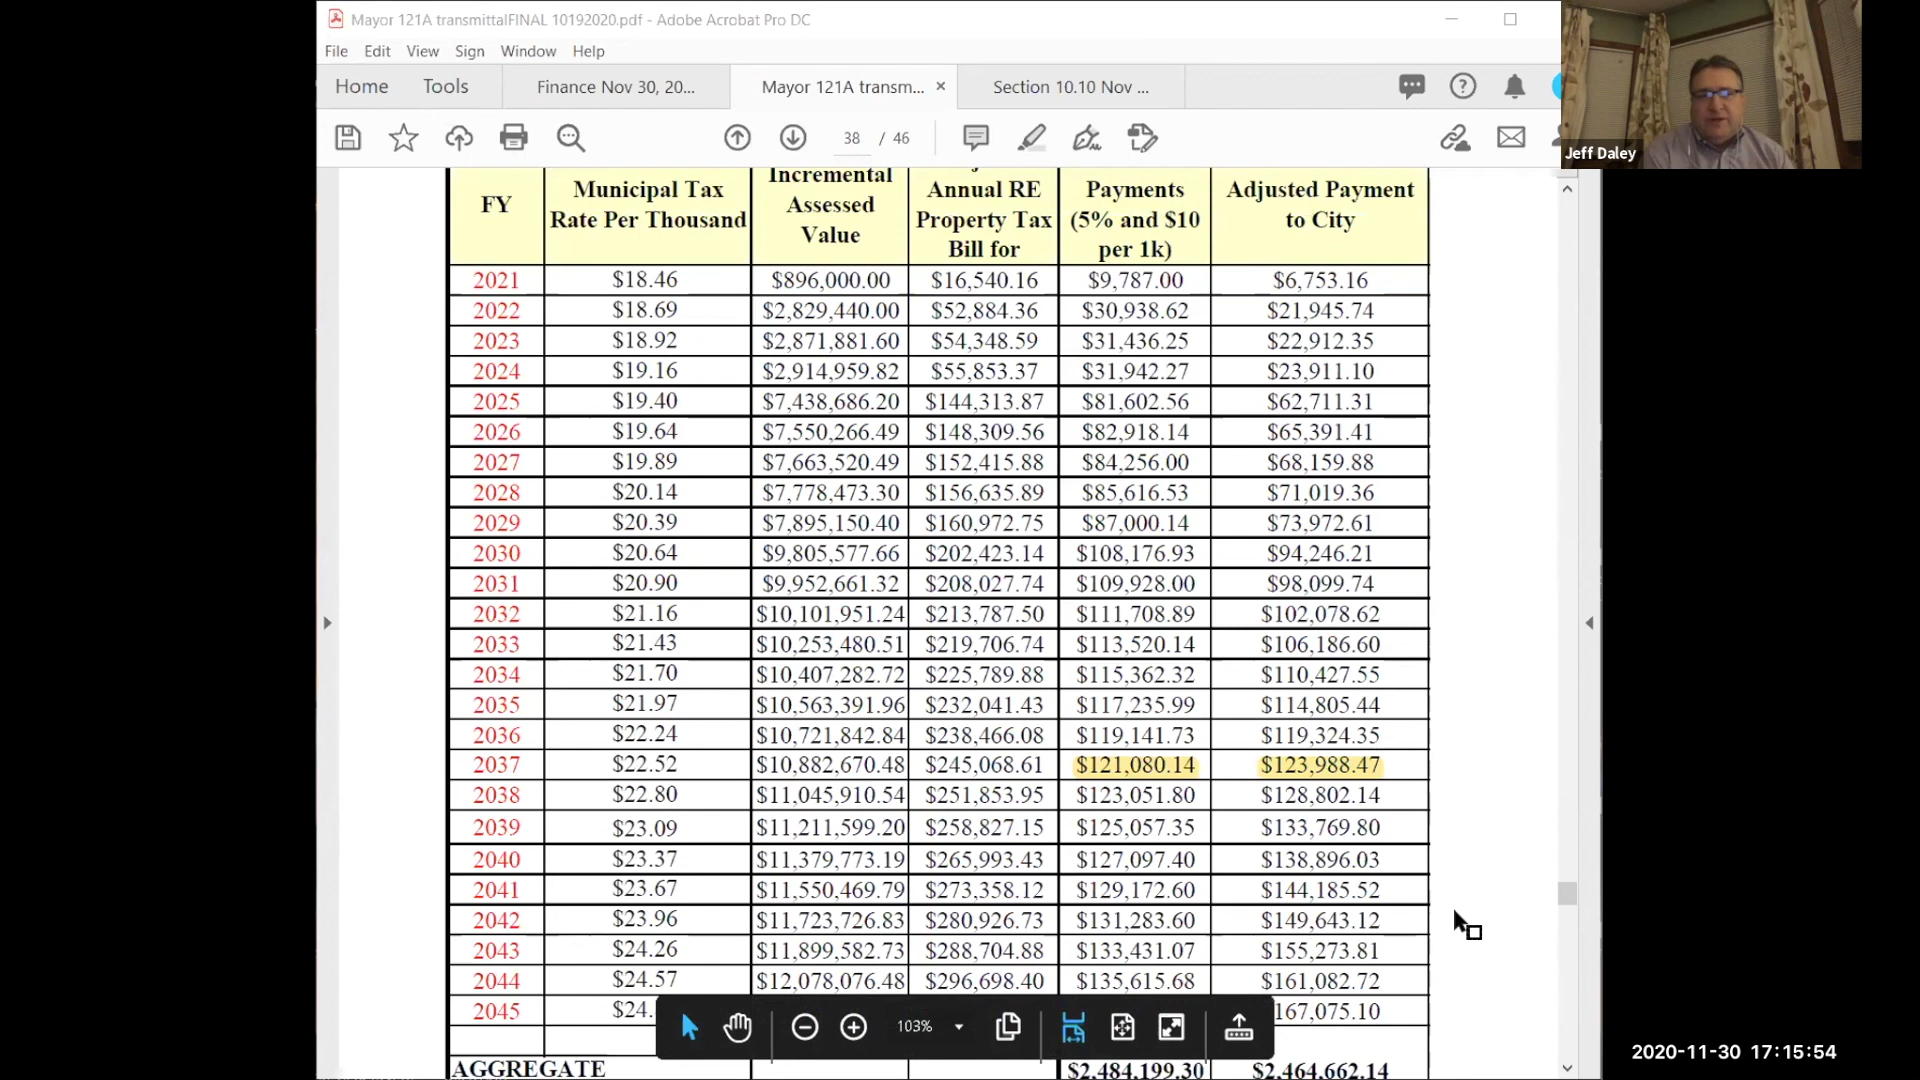 Mayor 121A transmittalFINAL 10192020.pdf - Adobe Acrobat Pro DC
File Edit View Sign Window Help
Home Tools Finance Nov 30, 20... Mayor 121A transm... × Section 10.10 Nov ...
38 / 46
Jeff Daley
FY Municipal Tax Rate Per Thousand Incremental Assessed Value Annual RE Property Tax Bill for Payments (5% and $10 per 1k) Adjusted Payment to City
2021 $18.46 $896,000.00 $16,540.16 $9,787.00 $6,753.16
2022 $18.69 $2,829,440.00 $52,884.36 $30,938.62 $21,945.74
2023 $18.92 $2,871,881.60 $54,348.59 $31,436.25 $22,912.35
2024 $19.16 $2,914,959.82 $55,853.37 $31,942.27 $23,911.10
2025 $19.40 $7,438,686.20 $144,313.87 $81,602.56 $62,711.31
2026 $19.64 $7,550,266.49 $148,309.56 $82,918.14 $65,391.41
2027 $19.89 $7,663,520.49 $152,415.88 $84,256.00 $68,159.88
2028 $20.14 $7,778,473.30 $156,635.89 $85,616.53 $71,019.36
2029 $20.39 $7,895,150.40 $160,972.75 $87,000.14 $73,972.61
2030 $20.64 $9,805,577.66 $202,423.14 $108,176.93 $94,246.21
2031 $20.90 $9,952,661.32 $208,027.74 $109,928.00 $98,099.74
2032 $21.16 $10,101,951.24 $213,787.50 $111,708.89 $102,078.62
2033 $21.43 $10,253,480.51 $219,706.74 $113,520.14 $106,186.60
2034 $21.70 $10,407,282.72 $225,789.88 $115,362.32 $110,427.55
2035 $21.97 $10,563,391.96 $232,041.43 $117,235.99 $114,805.44
2036 $22.24 $10,721,842.84 $238,466.08 $119,141.73 $119,324.35
2037 $22.52 $10,882,670.48 $245,068.61 $121,080.14 $123,988.47
2038 $22.80 $11,045,910.54 $251,853.95 $123,051.80 $128,802.14
2039 $23.09 $11,211,599.20 $258,827.15 $125,057.35 $133,769.80
2040 $23.37 $11,379,773.19 $265,993.43 $127,097.40 $138,896.03
2041 $23.67 $11,550,469.79 $273,358.12 $129,172.60 $144,185.52
2042 $23.96 $11,723,726.83 $280,926.73 $131,283.60 $149,643.12
2043 $24.26 $11,899,582.73 $288,704.88 $133,431.07 $155,273.81
2044 $24.57 $12,078,076.48 $296,698.40 $135,615.68 $161,082.72
2045 $24. 167,075.10
103%
AGGREGATE $2,484,199.30 $2,464,662.14
2020-11-30 17:15:54